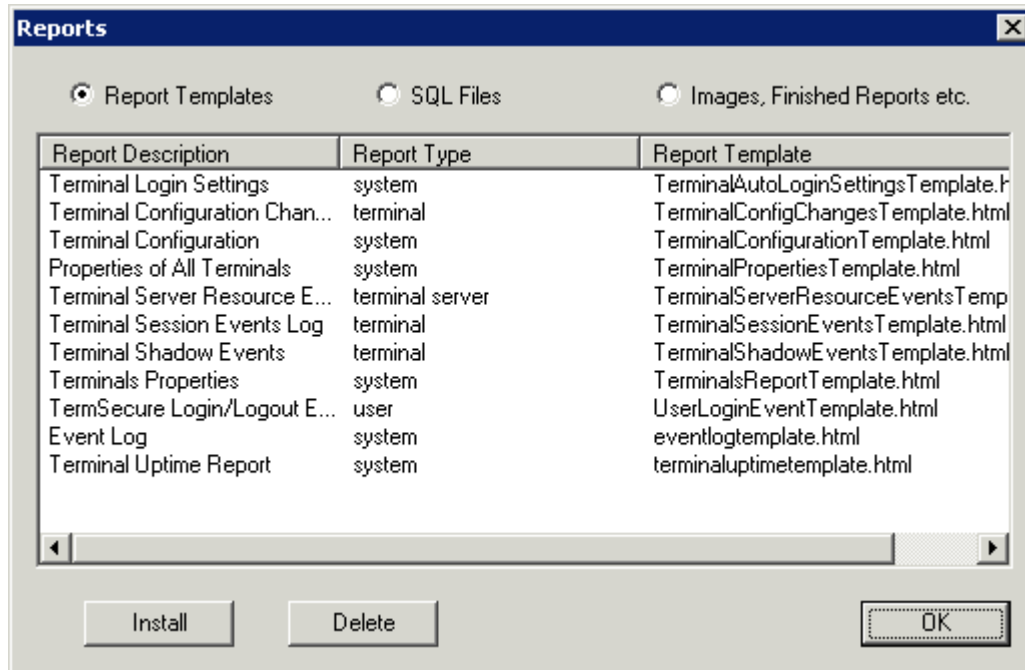 Reports
Report Templates SQL Files Images, Finished Reports etc.
Report Description Report Type Report Template
Terminal Login Settings system TerminalAutoLoginSettingsTemplate.h
Terminal Configuration Chan... terminal TerminalConfigChangesTemplate.html
Terminal Configuration system TerminalConfigurationTemplate.html
Properties of All Terminals system TerminalPropertiesTemplate.html
Terminal Server Resource E... terminal server TerminalServerResourceEventsTemp
Terminal Session Events Log terminal TerminalSessionEventsTemplate.html
Terminal Shadow Events terminal TerminalShadowEventsTemplate.html
Terminals Properties system TerminalsReportTemplate.html
TermSecure Login/Logout E... user UserLoginEventTemplate.html
Event Log system eventlogtemplate.html
Terminal Uptime Report system terminaluptimetemplate.html
Install Delete OK